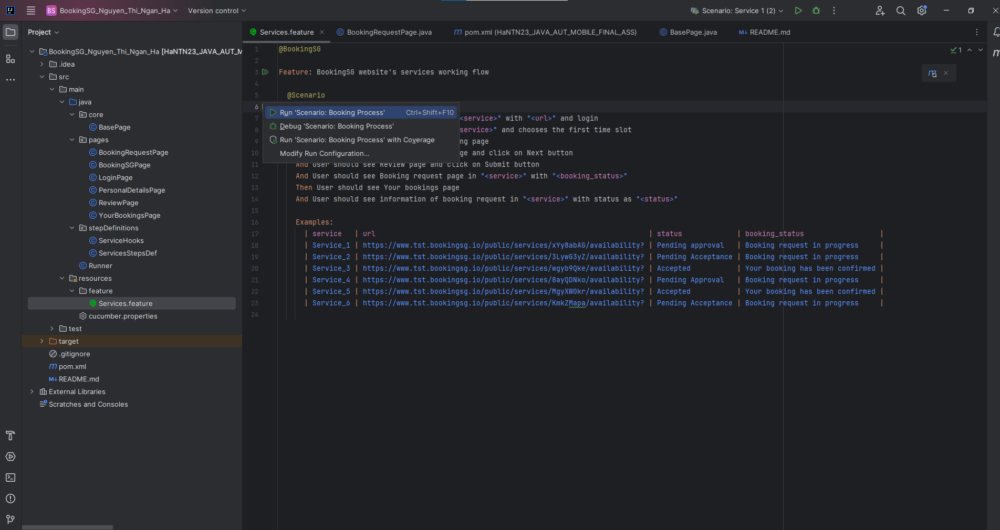 BS BookingSG_Nguyen_Thi_Ngan_Ha Version control Scenario: Service 1 (2)
Project
BookingSG_Nguyen_Thi_Ngan_Ha [HaNTN23_JAVA_AUT_M
.idea
src
main
java
core
BasePage
pages
BookingRequestPage
BookingSGPage
LoginPage
PersonalDetailsPage
ReviewPage
YourBookingsPage
stepDefinitions
ServiceHooks
ServicesStepsDef
Runner
resources
feature
Services.feature
cucumber.properties
test
target
.gitignore
pom.xml
README.md
External Libraries
Scratches and Consoles
Services.feature BookingRequestPage.java pom.xml (HaNTN23_JAVA_AUT_MOBILE_FINAL_ASS) BasePage.java README.md
1 @BookingSG
1
2
3 Feature: BookingSG website's services working flow
4
5 @Scenario
6
Run 'Scenario: Booking Process' Ctrl+Shift+F10
Debug 'Scenario: Booking Process'
Run 'Scenario: Booking Process' with Coverage
Modify Run Configuration...
7 <service>" with "<url>" and login
8 service>" and chooses the first time slot
9 ng page
10 ge and click on Next button
11 And User should see Review page and click on Submit button
12 And User should see Booking request page in "<service>" with "<booking_status>"
13 Then User should see Your bookings page
14 And User should see information of booking request in "<service>" with status as "<status>"
15
16 Examples:
17 | service | url | status | booking_status |
18 | Service_1 | https://www.tst.bookingsg.io/public/services/xYy8abAG/availability? | Pending approval | Booking request in progress |
19 | Service_2 | https://www.tst.bookingsg.io/public/services/3LywG3yZ/availability? | Pending Acceptance | Booking request in progress |
20 | Service_3 | https://www.tst.bookingsg.io/public/services/wgyb9Qke/availability? | Accepted | Your booking has been confirmed |
21 | Service_4 | https://www.tst.bookingsg.io/public/services/8ayQDNko/availability? | Pending Approval | Booking request in progress |
22 | Service_5 | https://www.tst.bookingsg.io/public/services/MgyXW0kr/availability? | Accepted | Your booking has been confirmed |
23 | Service_6 | https://www.tst.bookingsg.io/public/services/KmkZMapa/availability? | Pending Acceptance | Booking request in progress |
24